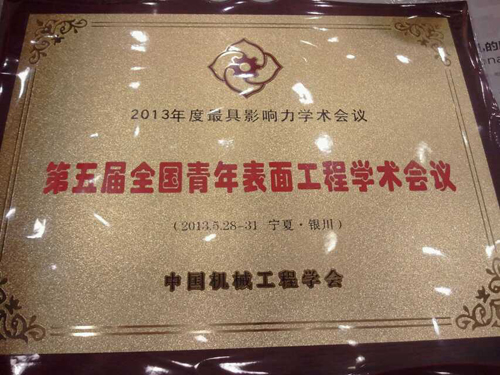 2013年度最具影响力学术会议
第五届全国青年表面工程学术会议
(2013.5.28-31 宁夏·银川)
中国机械工程学会